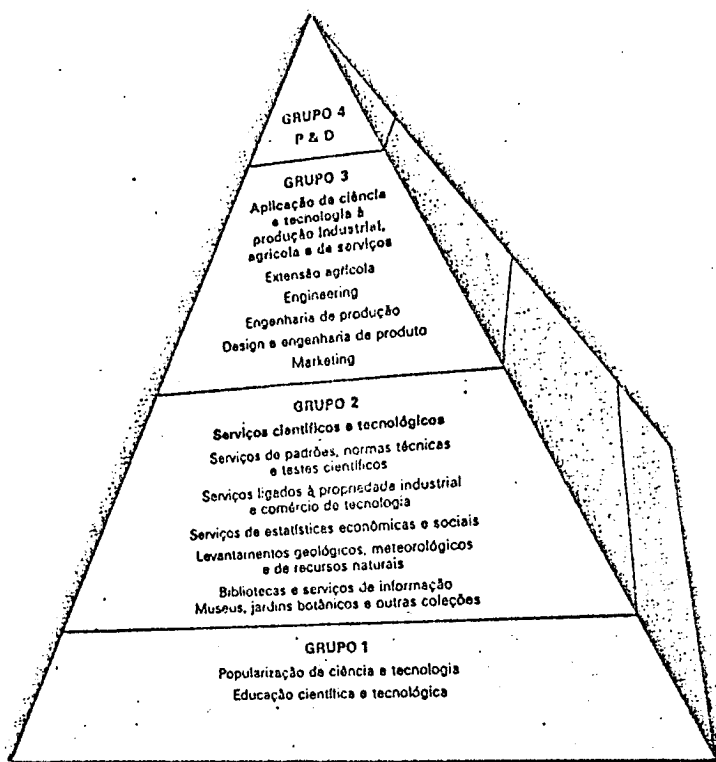 GRUPO 4
P & D
GRUPO 3
Aplicação da ciência
e tecnologia à
produção industrial,
agrícola e de serviços
Extensão agrícola
Engineering
Engenharia de produção
Design e engenharia de produto
Marketing
GRUPO 2
Serviços científicos e tecnológicos
Serviços de padrões, normas técnicas
e testes científicos
Serviços ligados à propriedade industrial
e comércio de tecnologia
Serviços de estatísticas econômicas e sociais
Levantamentos geológicos, meteorológicos
e de recursos naturais
Bibliotecas e serviços de informação
Museus, jardins botânicos e outras coleções
GRUPO 1
Popularização da ciência e tecnologia
Educação científica e tecnológica